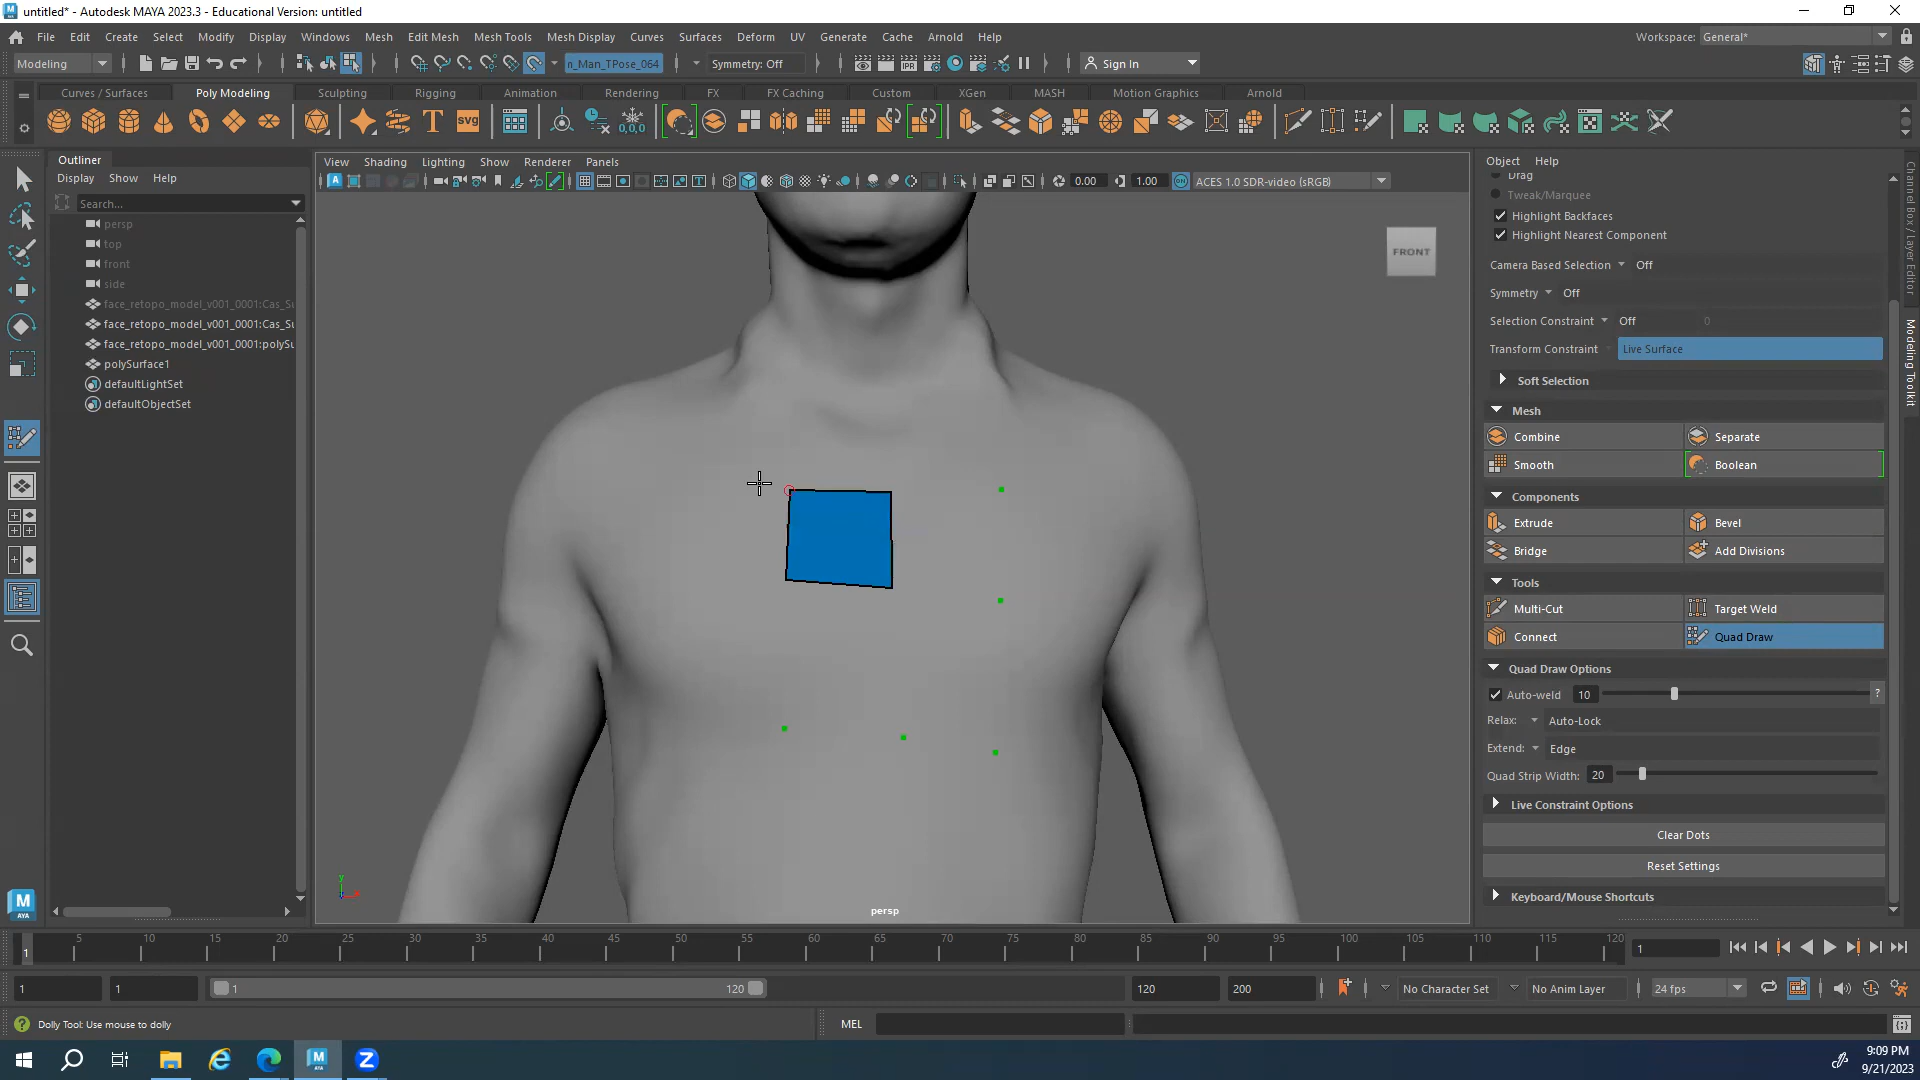 untitled* - Autodesk MAYA 2023.3 - Educational Version: untitled
File Edit Create Select Modify Display Windows Mesh Edit Mesh Mesh Tools Mesh Display Curves Surfaces Deform UV Generate Cache Arnold Help
Workspace: General*
Modeling
n_Man_TPose_064
Symmetry: Off
Sign In
Curves / Surfaces Poly Modeling Sculpting Rigging Animation Rendering FX FX Caching Custom XGen MASH Motion Graphics Arnold
Outliner
Display Show Help
Search...
persp
top
front
side
face_retopo_model_v001_0001:Cas_Su
face_retopo_model_v001_0001:Cas_Su
face_retopo_model_v001_0001:polySu
polySurface1
defaultLightSet
defaultObjectSet
View Shading Lighting Show Renderer Panels
0.00
1.00
ACES 1.0 SDR-video (sRGB)
FRONT
persp
Object Help
Drag
Tweak/Marquee
Highlight Backfaces
Highlight Nearest Component
Camera Based Selection Off
Symmetry Off
Selection Constraint Off 0
Transform Constraint Live Surface
Soft Selection
Mesh
Combine Separate
Smooth Boolean
Components
Extrude Bevel
Bridge Add Divisions
Tools
Multi-Cut Target Weld
Connect Quad Draw
Quad Draw Options
Auto-weld 10 ?
Relax: Auto-Lock
Extend: Edge
Quad Strip Width: 20
Live Constraint Options
Clear Dots
Reset Settings
Keyboard/Mouse Shortcuts
Channel Box / Layer Editor
Modeling Toolkit
1 5 10 15 20 25 30 35 40 45 50 55 60 65 70 75 80 85 90 95 100 105 110 115 120
1
1 1 1 120 120 200
No Character Set
No Anim Layer
24 fps
Dolly Tool: Use mouse to dolly
MEL
9:09 PM
9/21/2023